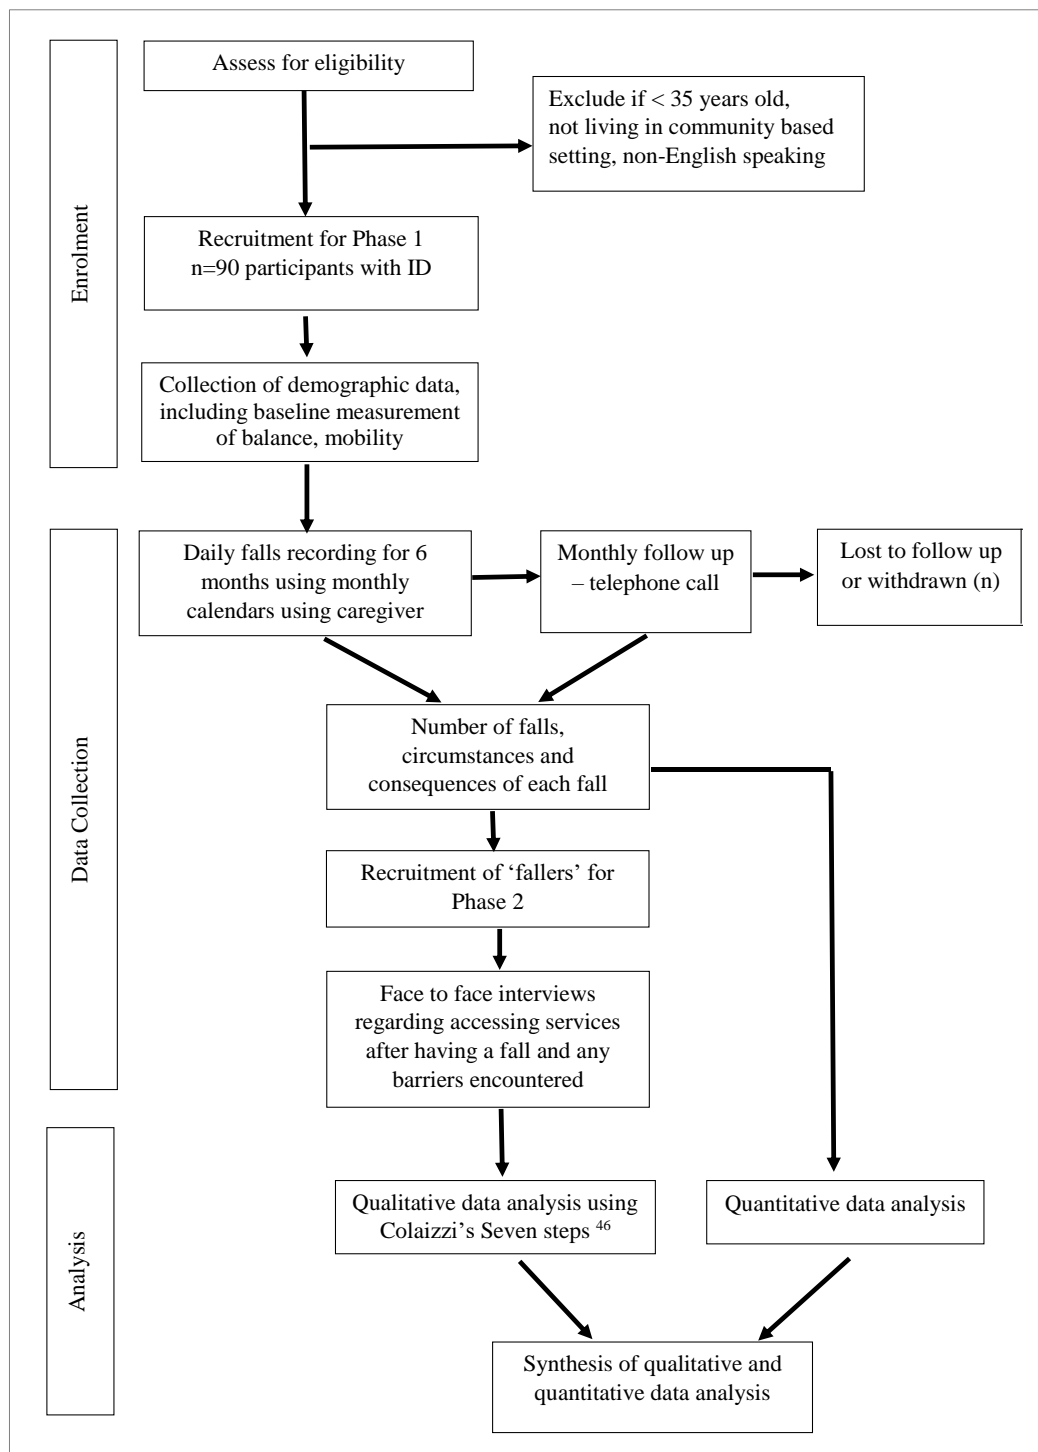 Assess for eligibility
Exclude if < 35 years old,
not living in community based
setting, non-English speaking
Enrolment
Recruitment for Phase 1
n=90 participants with ID
Collection of demographic data,
including baseline measurement
of balance, mobility
Daily falls recording for 6
months using monthly
calendars using caregiver
Monthly follow up
– telephone call
Lost to follow up
or withdrawn (n)
Data Collection
Number of falls,
circumstances and
consequences of each fall
Recruitment of ‘fallers’ for
Phase 2
Face to face interviews
regarding accessing services
after having a fall and any
barriers encountered
Analysis
Qualitative data analysis using
Colaizzi’s Seven steps 46
Quantitative data analysis
Synthesis of qualitative and
quantitative data analysis